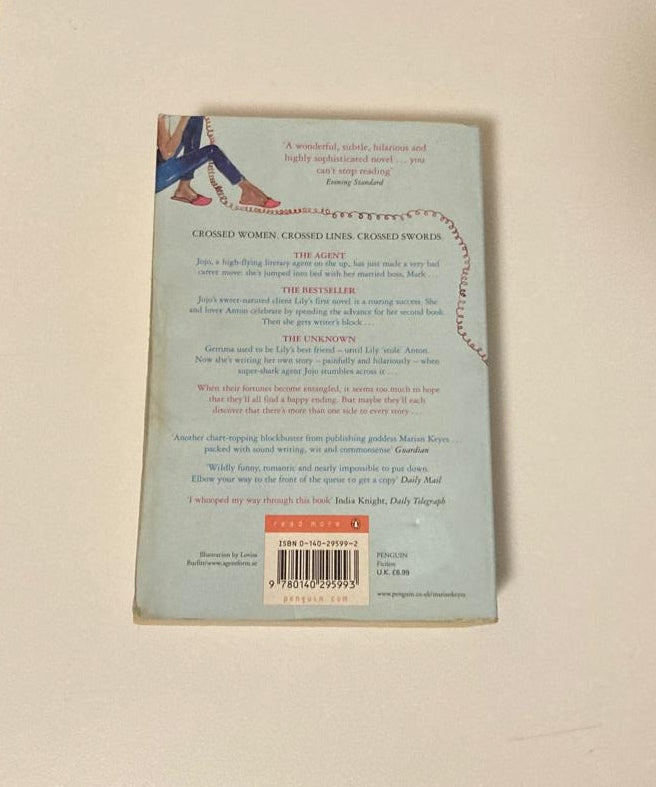 'A wonderful, subtle, hilarious and
highly sophisticated novel . . . you
can't stop reading'
Evening Standard
CROSSED WOMEN. CROSSED LINES. CROSSED SWORDS.
THE AGENT
Jojo, a high-flying literary agent on the up, has just made a very bad
career move: she's jumped into bed with her married boss, Mark . . .
THE BESTSELLER
Jojo's sweet-natured client Lily's first novel is a roaring success. She
and lover Anton celebrate by spending the advance for her second book.
Then she gets writer's block . . .
THE UNKNOWN
Gemma used to be Lily's best friend – until Lily 'stole' Anton.
Now she's writing her own story – painfully and hilariously – when
super-shark agent Jojo stumbles across it . . .
When their fortunes become entangled, it seems too much to hope
that they'll all find a happy ending. But maybe they'll each
discover that there's more than one side to every story . . .
'Another chart-topping blockbuster from publishing goddess Marian Keyes . . .
packed with sound writing, wit and commonsense' Guardian
'Wildly funny, romantic and nearly impossible to put down.
Elbow your way to the front of the queue to get a copy' Daily Mail
'I whooped my way through this book' India Knight, Daily Telegraph
read more
ISBN 0-140-29599-2
9 780140 295993
penguin.com
Illustration by Lovisa
Burfitt/www.agentform.se
PENGUIN
Fiction
U.K. £6.99
www.penguin.co.uk/mariankeyes